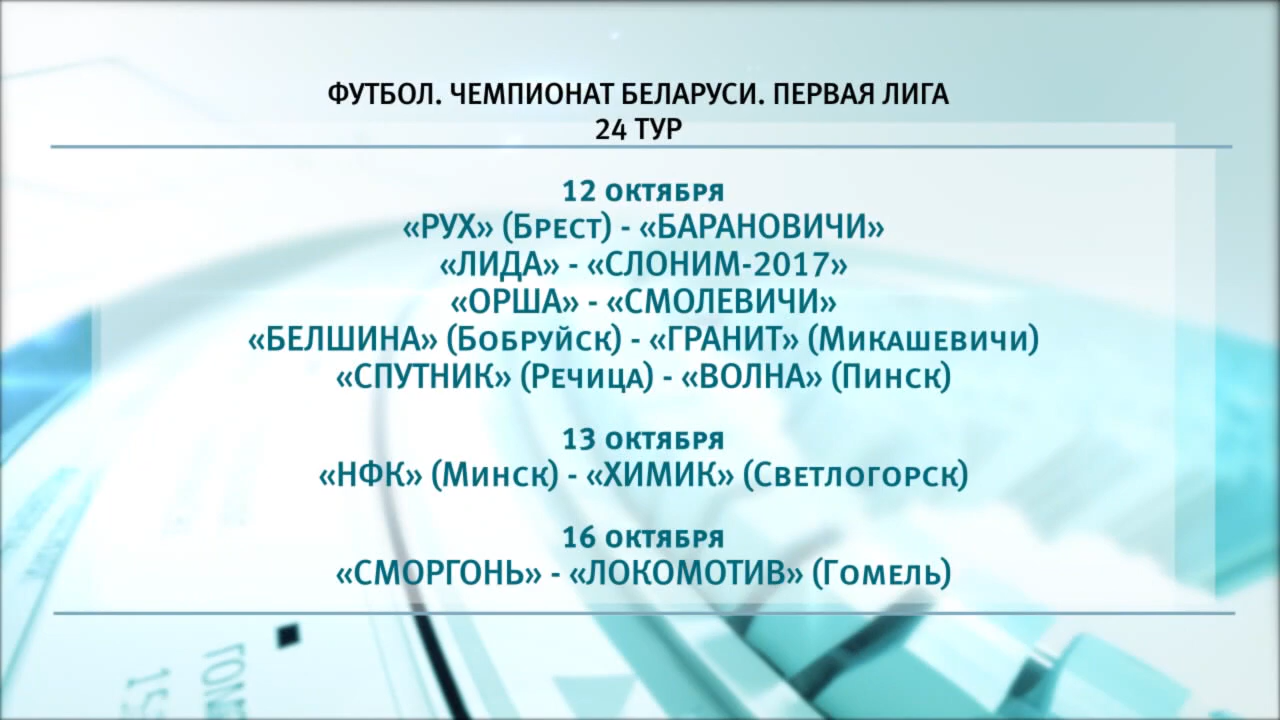 ФУТБОЛ. ЧЕМПИОНАТ БЕЛАРУСИ. ПЕРВАЯ ЛИГА
24 ТУР
12 ОКТЯБРЯ
«РУХ» (БРЕСТ) - «БАРАНОВИЧИ»
«ЛИДА» - «СЛОНИМ-2017»
«ОРША» - «СМОЛЕВИЧИ»
«БЕЛШИНА» (БОБРУЙСК) - «ГРАНИТ» (МИКАШЕВИЧИ)
«СПУТНИК» (РЕЧИЦА) - «ВОЛНА» (ПИНСК)
13 ОКТЯБРЯ
«НФК» (МИНСК) - «ХИМИК» (СВЕТЛОГОРСК)
16 ОКТЯБРЯ
«СМОРГОНЬ» - «ЛОКОМОТИВ» (ГОМЕЛЬ)